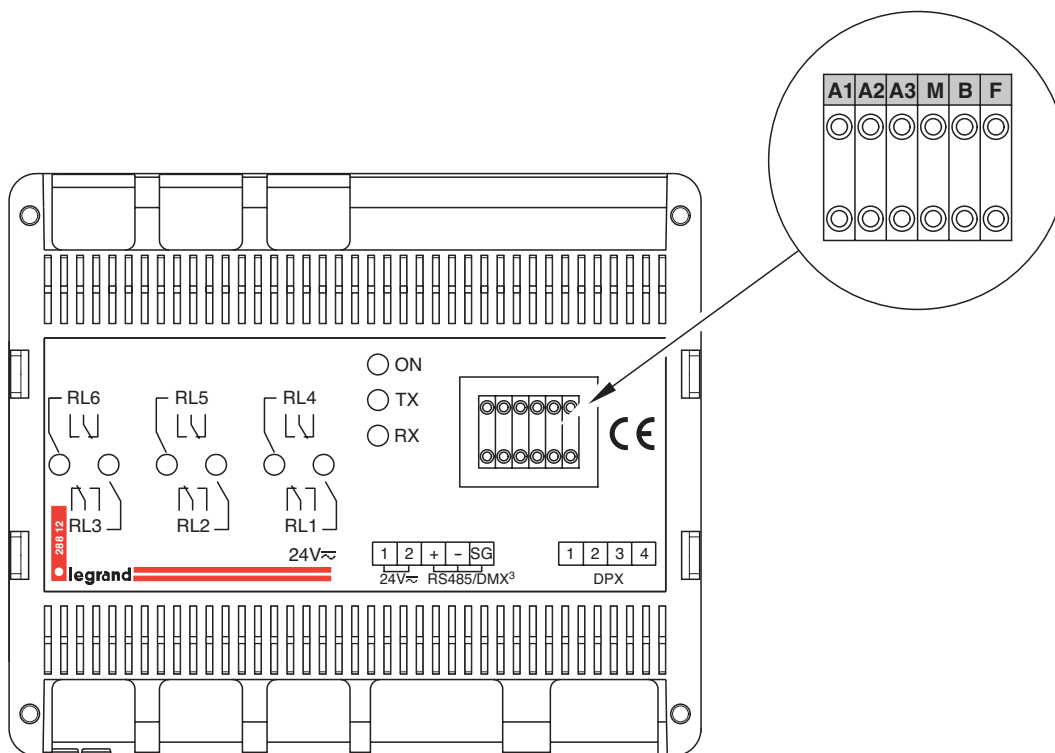 A1 A2 A3 M B F
ON
RL6 RL5 RL4
TX
RX
CE
RL3 RL2 RL1
288 12
legrand
24V⎓
1 2 + − SG
1 2 3 4
24V⎓ RS485/DMX³
DPX